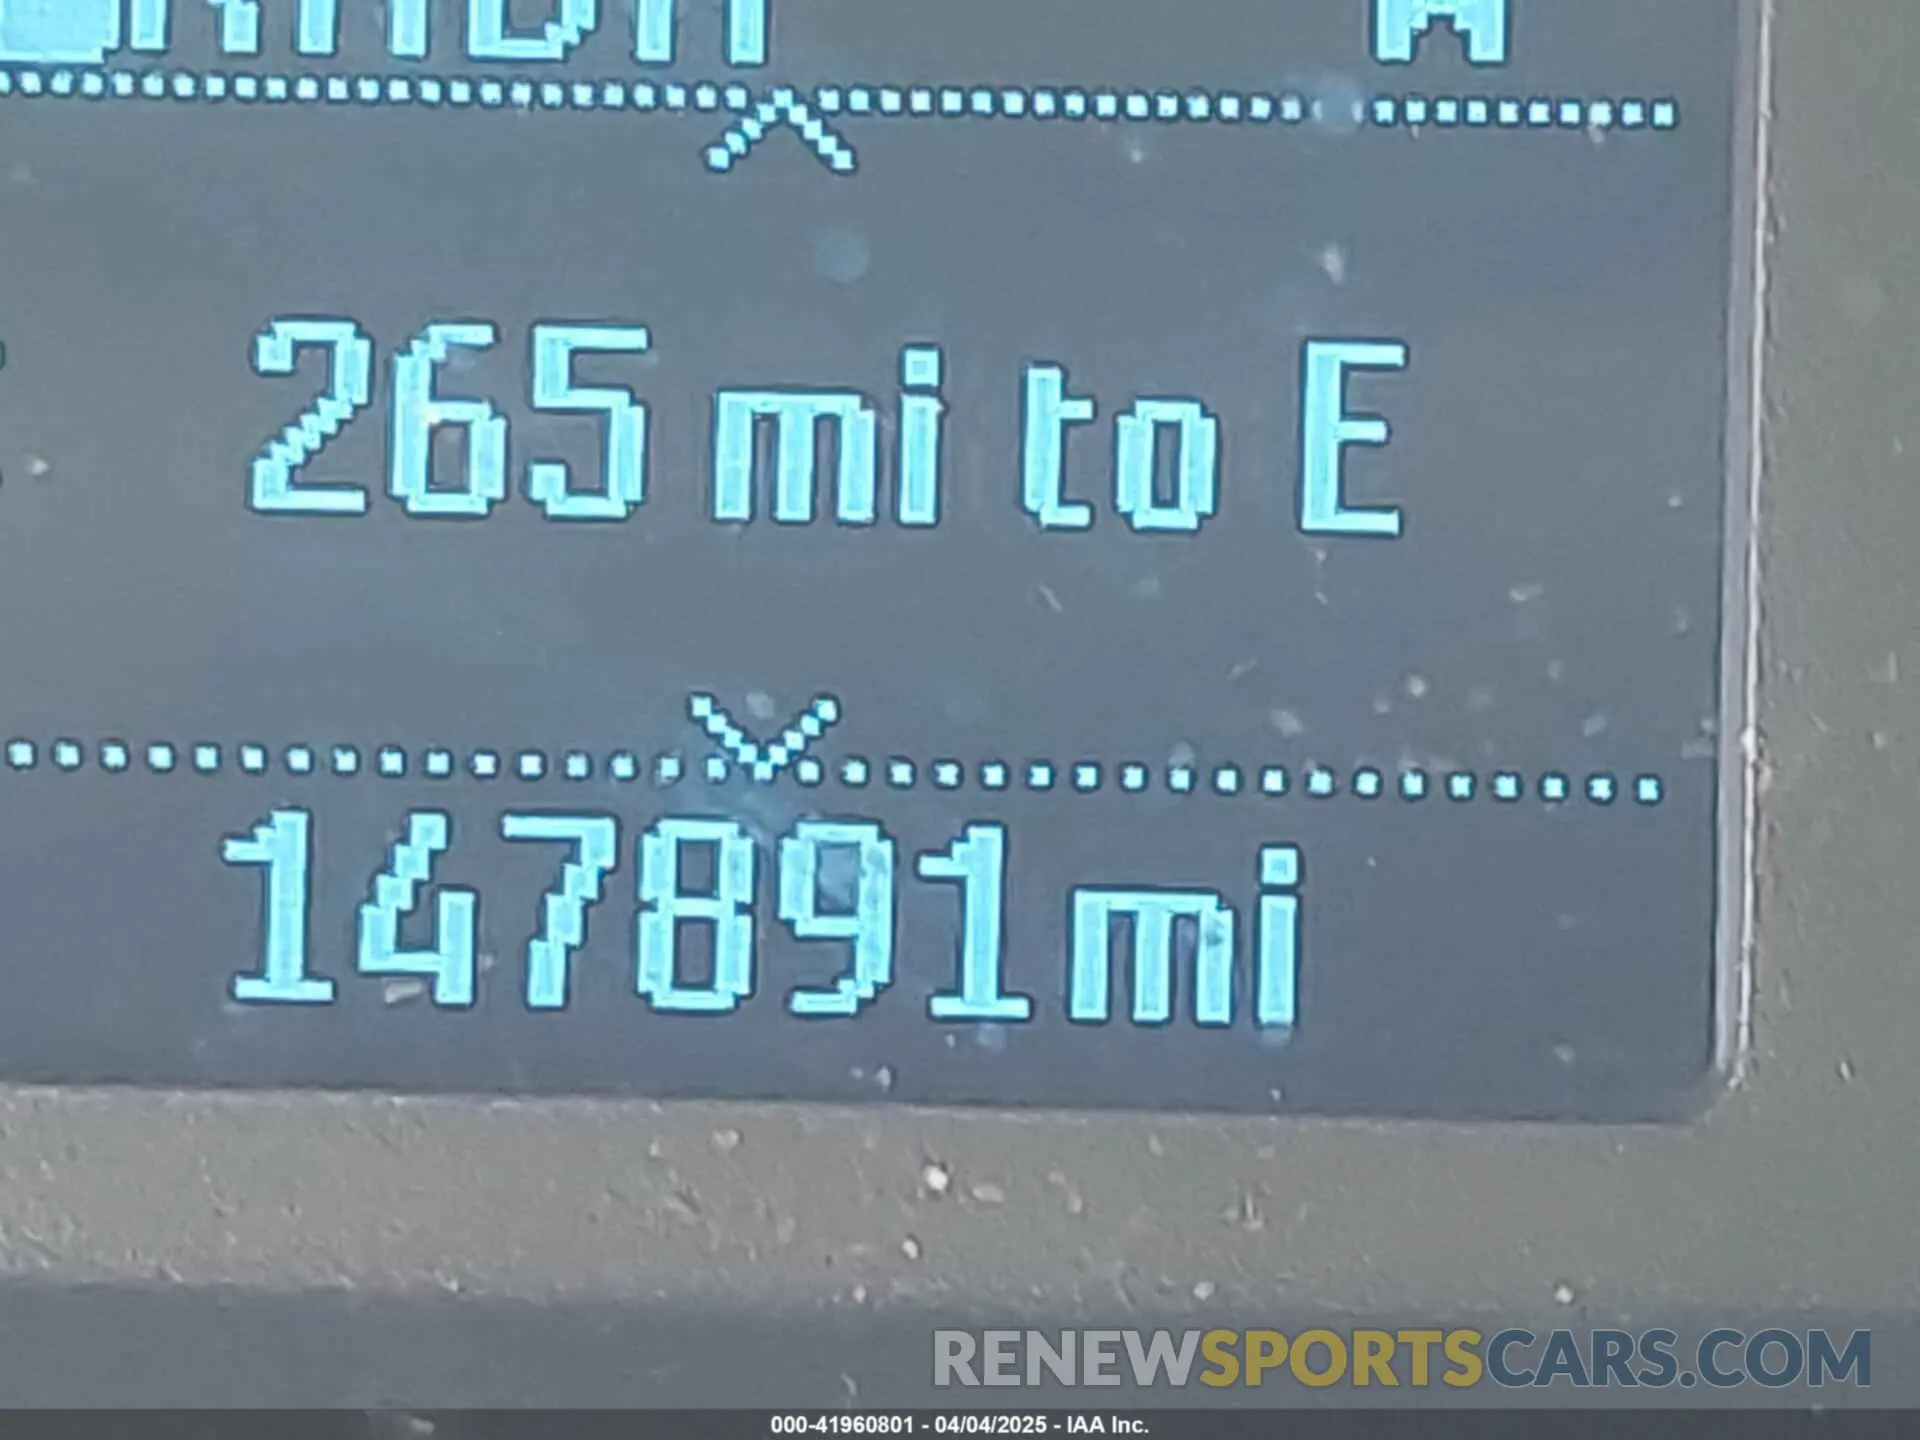 265 mi to E
147891mi
RENEWSPORTSCARS.COM
000-41960801 - 04/04/2025 - IAA Inc.